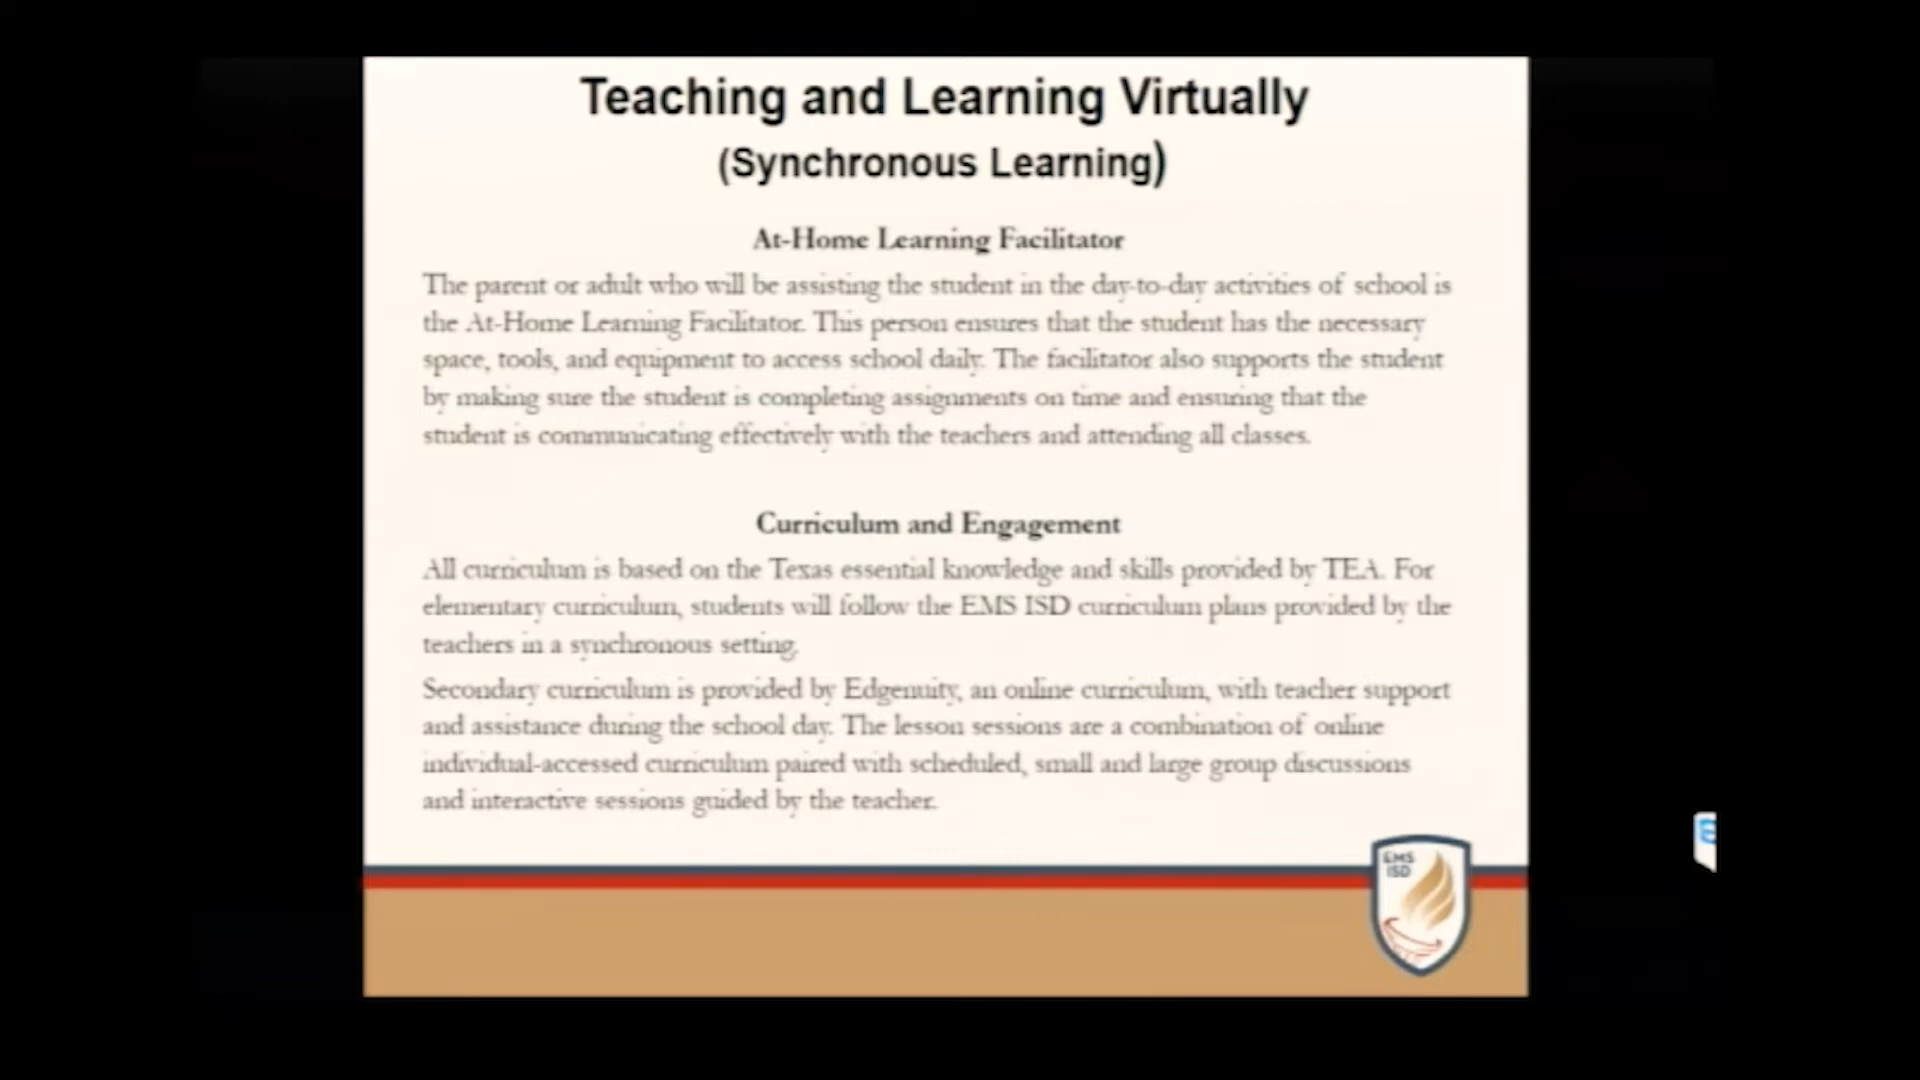 Teaching and Learning Virtually
(Synchronous Learning)
At-Home Learning Facilitator
The parent or adult who will be assisting the student in the day-to-day activities of school is
the At-Home Learning Facilitator. This person ensures that the student has the necessary
space, tools, and equipment to access school daily. The facilitator also supports the student
by making sure the student is completing assignments on time and ensuring that the
student is communicating effectively with the teachers and attending all classes.
Curriculum and Engagement
All curriculum is based on the Texas essential knowledge and skills provided by TEA. For
elementary curriculum, students will follow the EMS ISD curriculum plans provided by the
teachers in a synchronous setting.
Secondary curriculum is provided by Edgenuity, an online curriculum, with teacher support
and assistance during the school day. The lesson sessions are a combination of online
individual-accessed curriculum paired with scheduled, small and large group discussions
and interactive sessions guided by the teacher.
EMS
ISD